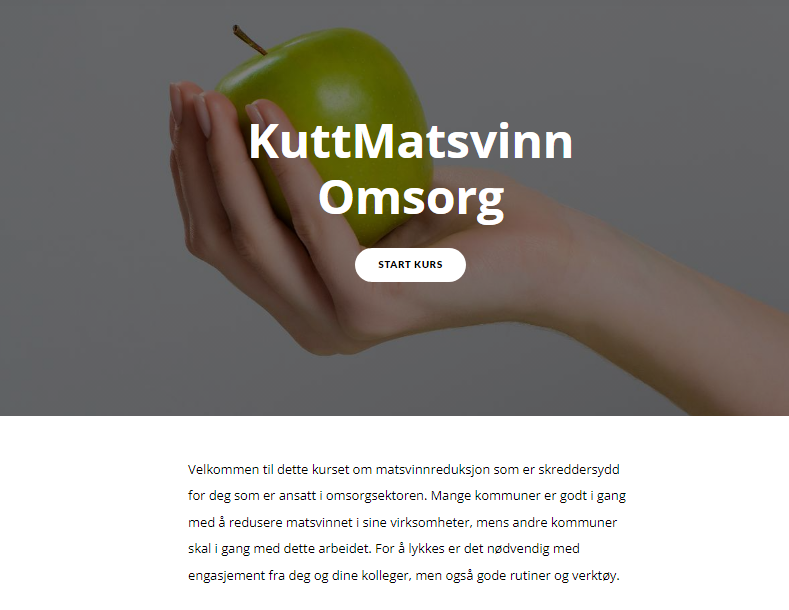 KuttMatsvinn
Omsorg
START KURS
Velkommen til dette kurset om matsvinnreduksjon som er skreddersydd
for deg som er ansatt i omsorgsektoren. Mange kommuner er godt i gang
med å redusere matsvinnet i sine virksomheter, mens andre kommuner
skal i gang med dette arbeidet. For å lykkes er det nødvendig med
engasjement fra deg og dine kolleger, men også gode rutiner og verktøy.